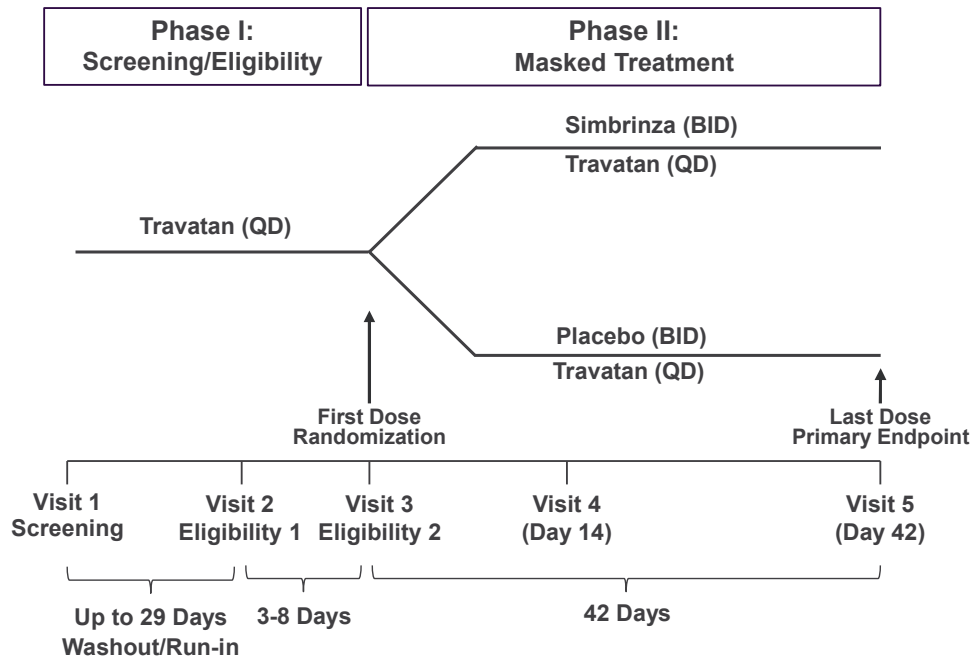 Phase I:
Screening/Eligibility
Phase II:
Masked Treatment
Simbrinza (BID)
Travatan (QD)
Travatan (QD)
Placebo (BID)
Travatan (QD)
First Dose
Randomization
Last Dose
Primary Endpoint
Visit 1
Screening
Visit 2
Eligibility 1
Visit 3
Eligibility 2
Visit 4
(Day 14)
Visit 5
(Day 42)
Up to 29 Days
Washout/Run-in
3-8 Days
42 Days